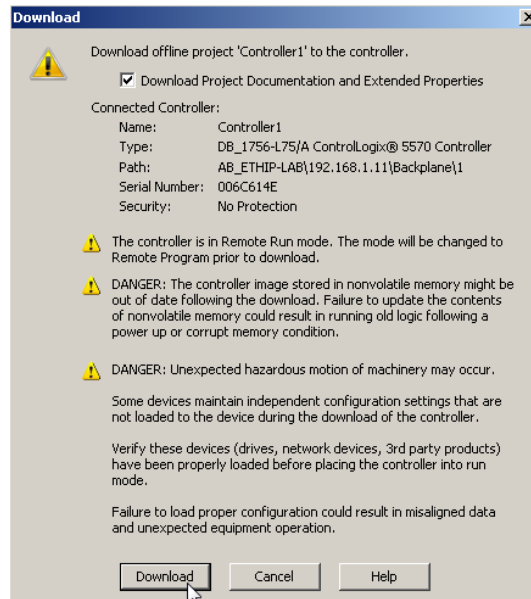 Download
Download offline project 'Controller1' to the controller.
Download Project Documentation and Extended Properties
Connected Controller:
Name: Controller1
Type: DB_1756-L75/A ControlLogix® 5570 Controller
Path: AB_ETHIP-LAB\192.168.1.11\Backplane\1
Serial Number: 006C614E
Security: No Protection
The controller is in Remote Run mode. The mode will be changed to
Remote Program prior to download.
DANGER: The controller image stored in nonvolatile memory might be
out of date following the download. Failure to update the contents
of nonvolatile memory could result in running old logic following a
power up or corrupt memory condition.
DANGER: Unexpected hazardous motion of machinery may occur.
Some devices maintain independent configuration settings that are
not loaded to the device during the download of the controller.
Verify these devices (drives, network devices, 3rd party products)
have been properly loaded before placing the controller into run
mode.
Failure to load proper configuration could result in misaligned data
and unexpected equipment operation.
Download Cancel Help